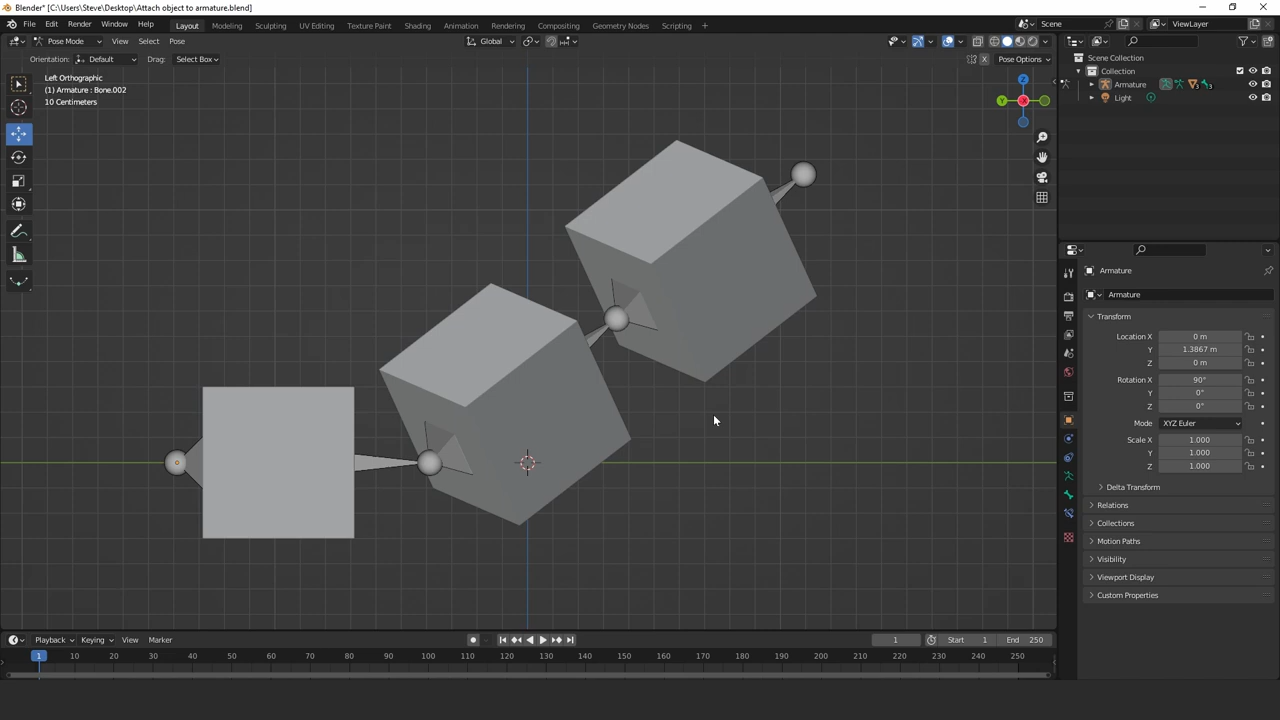 Blender* [C:\Users\Steve\Desktop\Attach object to armature.blend]
File Edit Render Window Help Layout Modeling Sculpting UV Editing Texture Paint Shading Animation Rendering Compositing Geometry Nodes Scripting + Scene ViewLayer
Pose Mode View Select Pose Global
Orientation: Default Drag: Select Box X Pose Options
Left Orthographic
(1) Armature : Bone.002
10 Centimeters
Z
Y
X
Scene Collection
Collection
Armature 3 3
Light
Armature
Armature
Transform
Location X 0 m
Y 1.3867 m
Z 0 m
Rotation X 90°
Y 0°
Z 0°
Mode XYZ Euler
Scale X 1.000
Y 1.000
Z 1.000
Delta Transform
Relations
Collections
Motion Paths
Visibility
Viewport Display
Custom Properties
Playback Keying View Marker 1 Start 1 End 250
1 10 20 30 40 50 60 70 80 90 100 110 120 130 140 150 160 170 180 190 200 210 220 230 240 250